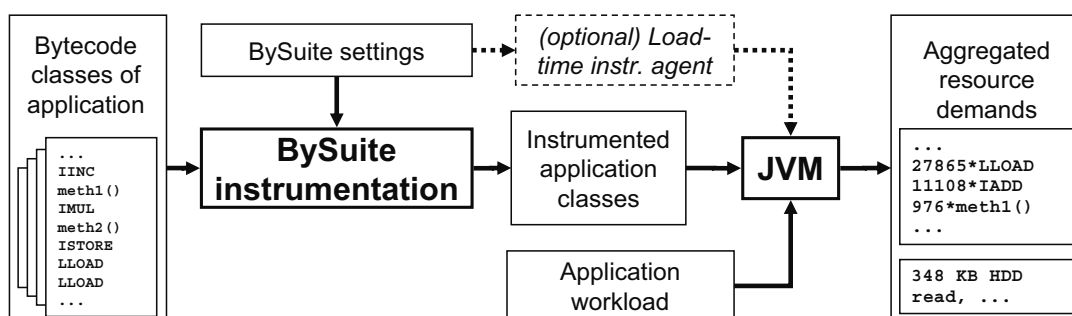 Bytecode
classes of
application
...
IINC
meth1()
IMUL
meth2()
ISTORE
LLOAD
LLOAD
...
BySuite settings
(optional) Load-
time instr. agent
BySuite
instrumentation
Instrumented
application
classes
Application
workload
JVM
Aggregated
resource
demands
...
27865*LLOAD
11108*IADD
976*meth1()
...
348 KB HDD
read, ...